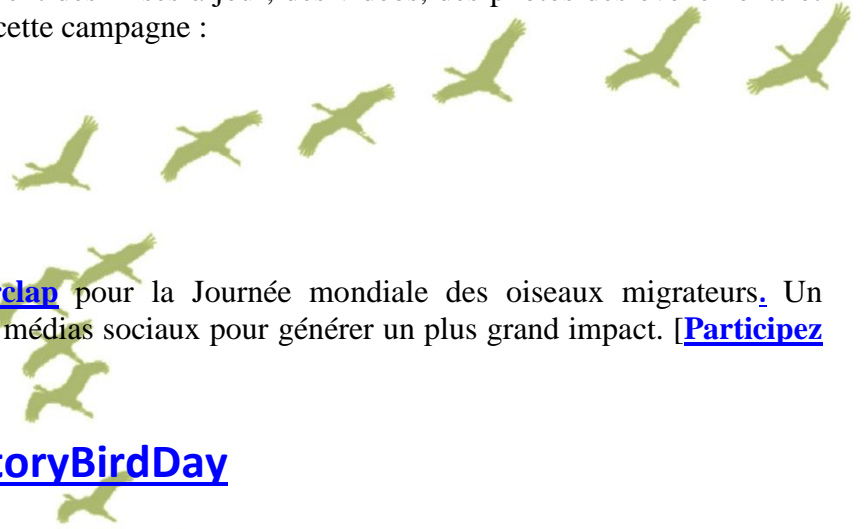 cette campagne :
rclap pour la Journée mondiale des oiseaux migrateurs. Un
médias sociaux pour générer un plus grand impact. [Participez
toryBirdDay